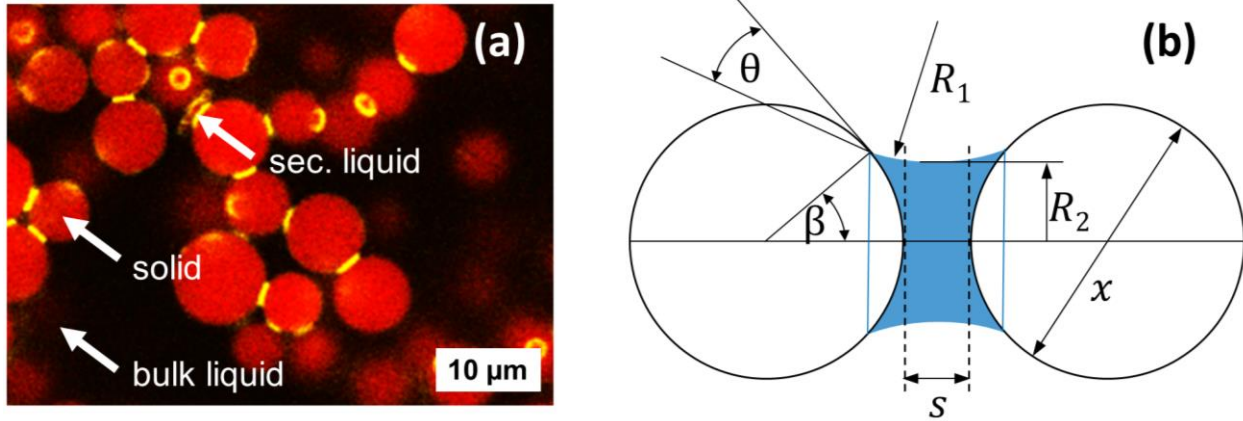 (a)
sec. liquid
solid
bulk liquid
10 µm
(b)
θ
R₁
β
R₂
x
s